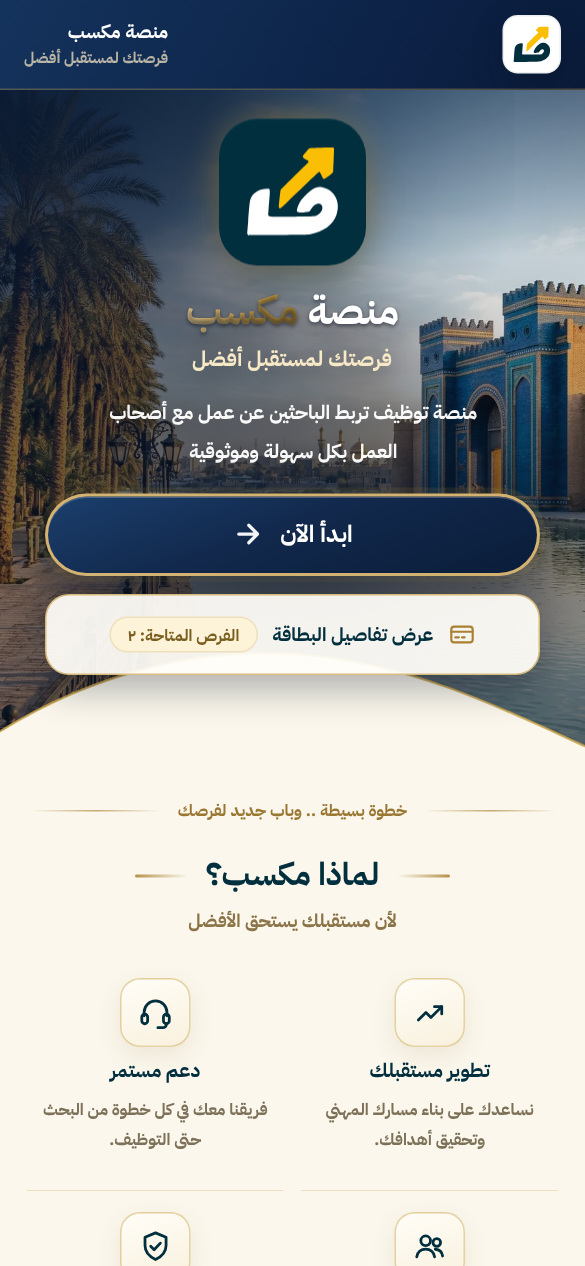 منصة مكسب
فرصتك لمستقبل أفضل
منصة مكسب
فرصتك لمستقبل أفضل
منصة توظيف تربط الباحثين عن عمل مع أصحاب
العمل بكل سهولة وموثوقية
ابدأ الآن
عرض تفاصيل البطاقة
الفرص المتاحة: ٢
خطوة بسيطة .. وباب جديد لفرصك
لماذا مكسب؟
لأن مستقبلك يستحق الأفضل
تطوير مستقبلك
نساعدك على بناء مسارك المهني
وتحقيق أهدافك.
دعم مستمر
فريقنا معك في كل خطوة من البحث
حتى التوظيف.